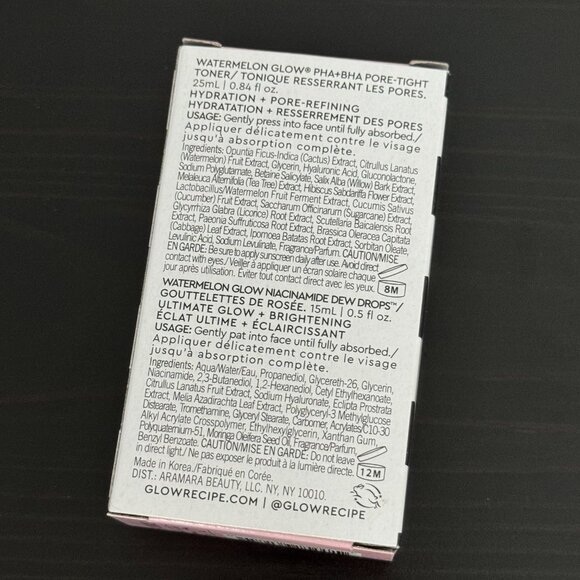 WATERMELON GLOW® PHA+BHA PORE-TIGHT
TONER/ TONIQUE RESSERRANT LES PORES.
25mL | 0.84 fl oz.
HYDRATION + PORE-REFINING
HYDRATATION + RESSERREMENT DES PORES
USAGE: Gently press into face until fully absorbed./
Appliquer délicatement contre le visage
jusqu'à absorption complète.
Ingredients: Opuntia Ficus-Indica (Cactus) Extract, Citrullus Lanatus
(Watermelon) Fruit Extract, Glycerin, Hyaluronic Acid, Gluconolactone,
Sodium Polyglutamate, Betaine Salicylate, Salix Alba (Willow) Bark Extract,
Melaleuca Alternifolia (Tea Tree) Extract, Hibiscus Sabdariffa Flower Extract,
Lactobacillus/Watermelon Fruit Ferment Extract, Cucumis Sativus
(Cucumber) Fruit Extract, Saccharum Officinarum (Sugarcane) Extract,
Glycyrrhiza Glabra (Licorice) Root Extract, Scutellaria Baicalensis Root
Extract, Paeonia Suffruticosa Root Extract, Brassica Oleracea Capitata
(Cabbage) Leaf Extract, Ipomoea Batatas Root Extract, Sorbitan Oleate,
Levulinic Acid, Sodium Levulinate, Fragrance/Parfum. CAUTION/MISE
EN GARDE: Be sure to apply sunscreen daily after use. Avoid direct
contact with eyes./ Veiller à appliquer un écran solaire chaque
jour après utilisation. Éviter tout contact direct avec les yeux.
8M
WATERMELON GLOW NIACINAMIDE DEW DROPS™/
GOUTTELETTES DE ROSÉE. 15mL | 0.5 fl oz.
ULTIMATE GLOW + BRIGHTENING
ÉCLAT ULTIME + ÉCLAIRCISSANT
USAGE: Gently pat into face until fully absorbed./
Appliquer délicatement contre le visage
jusqu'à absorption complète.
Ingredients: Aqua/Water/Eau, Propanediol, Glycereth-26, Glycerin,
Niacinamide, 2,3-Butanediol, 1,2-Hexanediol, Cetyl Ethylhexanoate,
Citrullus Lanatus Fruit Extract, Sodium Hyaluronate, Eclipta Prostrata
Extract, Melia Azadirachta Leaf Extract, Polyglyceryl-3 Methylglucose
Distearate, Tromethamine, Glyceryl Stearate, Carbomer, Acrylates/C10-30
Alkyl Acrylate Crosspolymer, Ethylhexylglycerin, Xanthan Gum,
Polyquaternium-51, Moringa Oleifera Seed Oil, Fragrance/Parfum,
Benzyl Benzoate. CAUTION/MISE EN GARDE: Do not leave
in direct light./ Ne pas exposer le produit à la lumière directe.
12M
Made in Korea./Fabriqué en Corée.
DIST.: ARAMARA BEAUTY, LLC. NY, NY 10010.
GLOWRECIPE.COM | @GLOWRECIPE